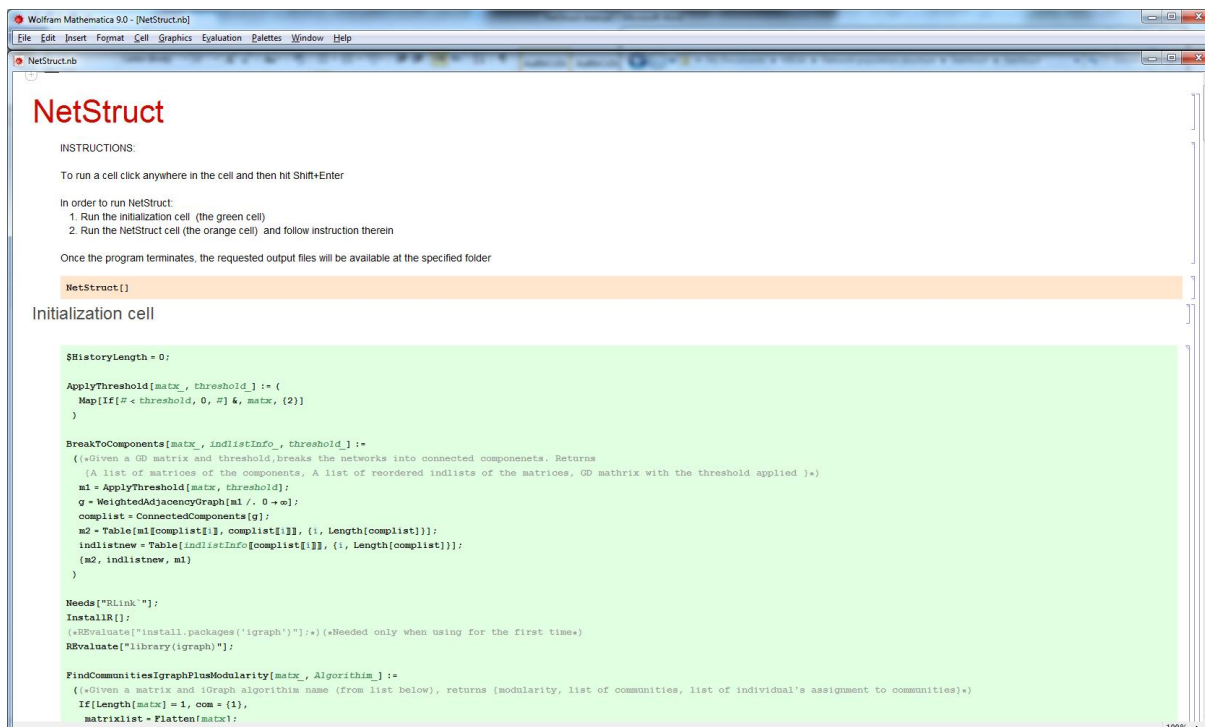 Wolfram Mathematica 9.0 - [NetStruct.nb]
File Edit Insert Format Cell Graphics Evaluation Palettes Window Help
NetStruct.nb
NetStruct
INSTRUCTIONS:
To run a cell click anywhere in the cell and then hit Shift+Enter
In order to run NetStruct:
1. Run the initialization cell (the green cell)
2. Run the NetStruct cell (the orange cell) and follow instruction therein
Once the program terminates, the requested output files will be available at the specified folder
NetStruct[]
Initialization cell
$HistoryLength = 0;
ApplyThreshold[matx_, threshold_] := (
Map[If[# < threshold, 0, #] &, matx, {2}]
)
BreakToComponents[matx_, indlistInfo_, threshold_] :=
((*Given a GD matrix and threshold,breaks the networks into connected componenets. Returns
{A list of matrices of the components, A list of reordered indlists of the matrices, GD mathrix with the threshold applied }*)
m1 = ApplyThreshold[matx, threshold];
g = WeightedAdjacencyGraph[m1 /. 0 → ∞];
complist = ConnectedComponents[g];
m2 = Table[m1[[complist[[i]], complist[[i]]]], {i, Length[complist]}];
indlistnew = Table[indlistInfo[[complist[[i]]]], {i, Length[complist]}];
{m2, indlistnew, m1}
)
Needs["RLink`"];
InstallR[];
(*REvaluate["install.packages('igraph')"];*)(*Needed only when using for the first time*)
REvaluate["library(igraph)"];
FindCommunitiesIgraphPlusModularity[matx_, Algorithim_] :=
((*Given a matrix and iGraph algorithim name (from list below), returns {modularity, list of communities, list of individual's assignment to communities}*)
If[Length[matx] = 1, com = {1},
matrixlist = Flatten[matx];
100%